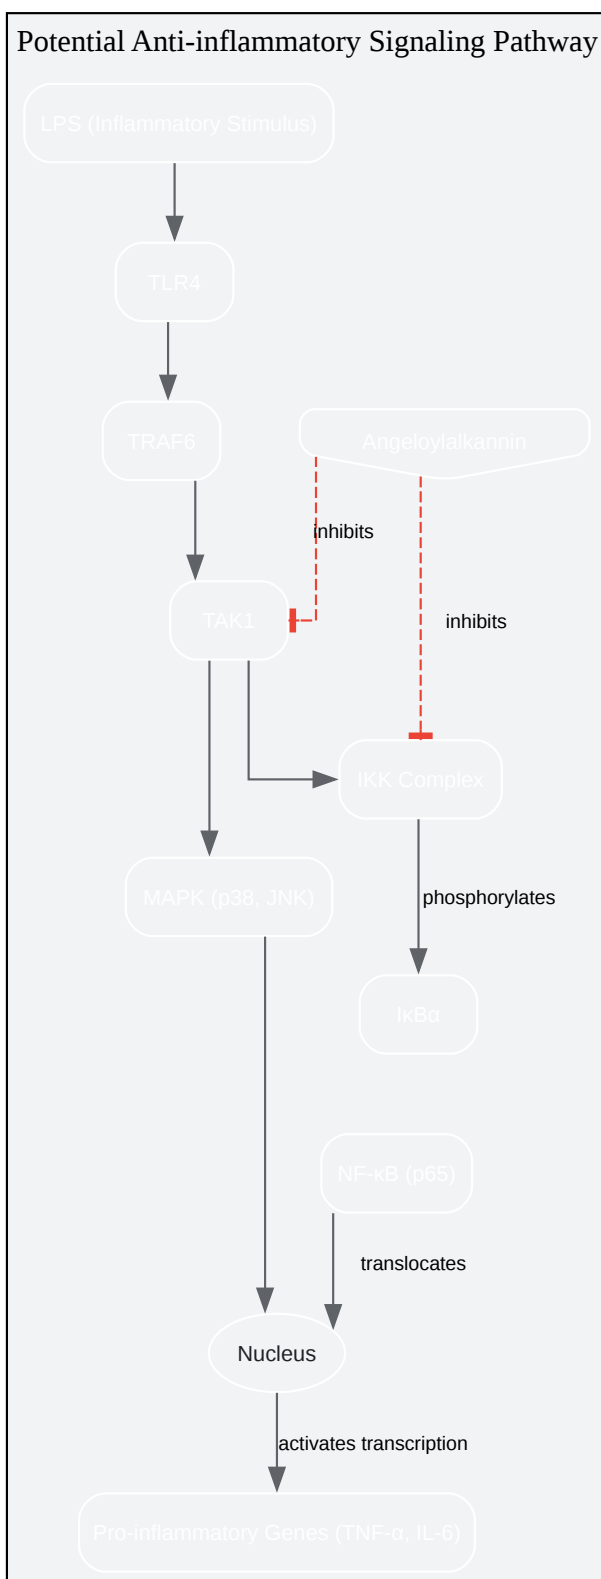 Potential Anti-inflammatory Signaling Pathway
LPS (Inflammatory Stimulus)
TLR4
TRAF6
Angeloylalkannin
inhibits
TAK1
inhibits
IKK Complex
MAPK (p38, JNK)
phosphorylates
IκBα
NF-κB (p65)
translocates
Nucleus
activates transcription
Pro-inflammatory Genes (TNF-α, IL-6)